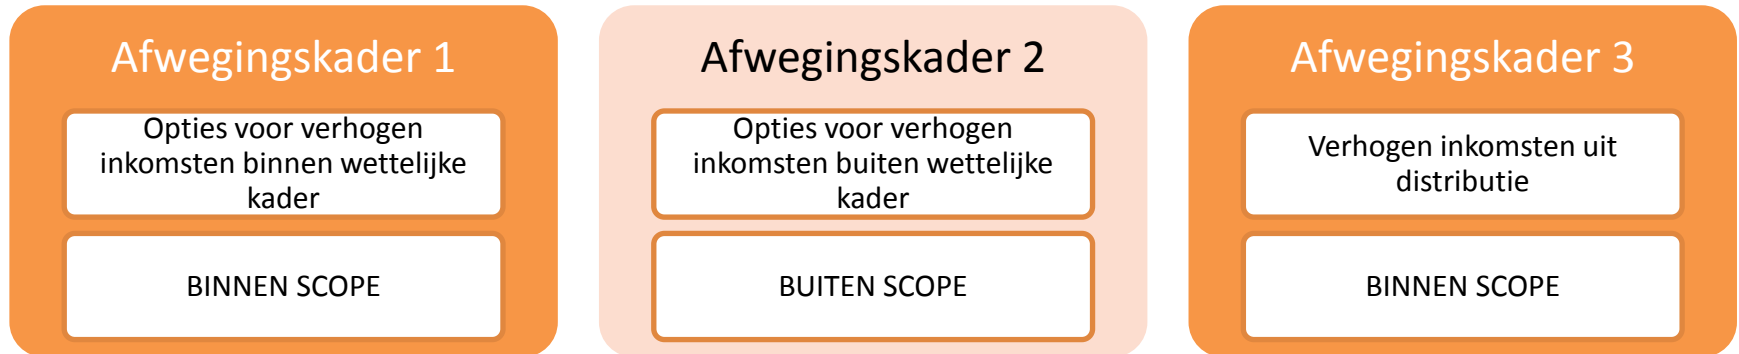 Afwegingskader 1
Opties voor verhogen
inkomsten binnen wettelijke
kader
BINNEN SCOPE
Afwegingskader 2
Opties voor verhogen
inkomsten buiten wettelijke
kader
BUITEN SCOPE
Afwegingskader 3
Verhogen inkomsten uit
distributie
BINNEN SCOPE